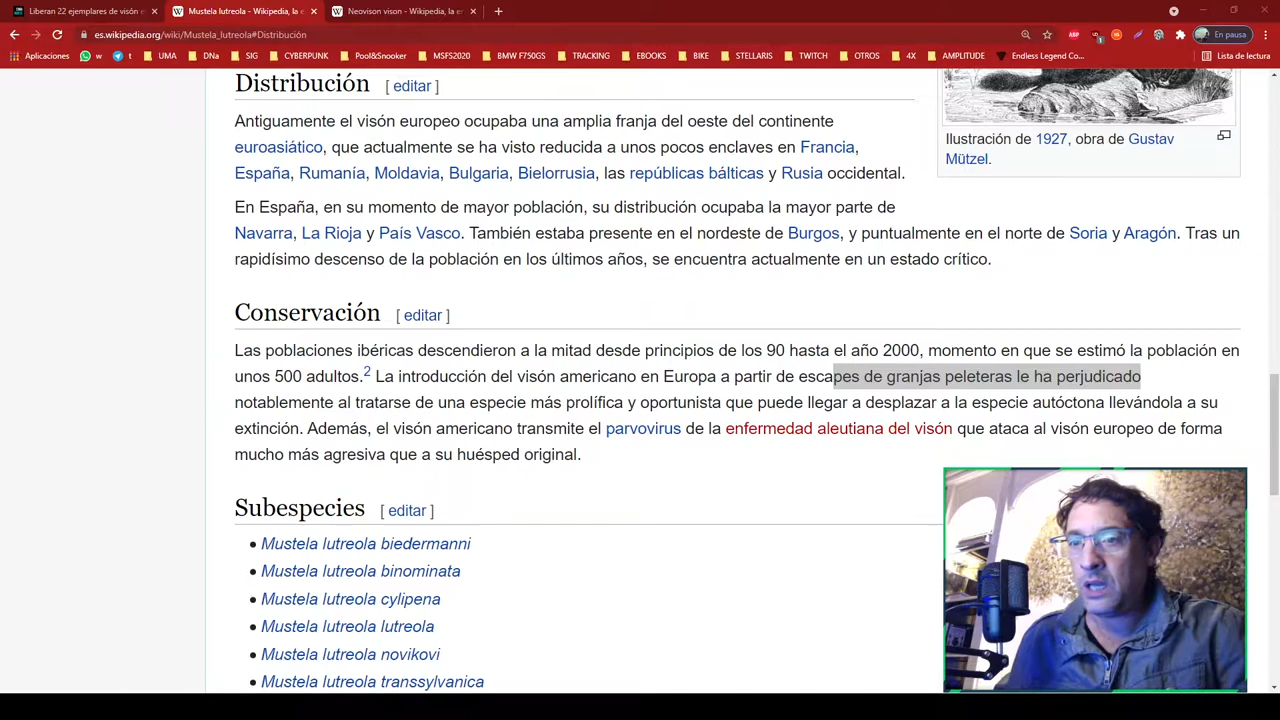 Liberan 22 ejemplares de visón e
Mustela lutreola - Wikipedia, la e
Neovison vison - Wikipedia, la en
es.wikipedia.org/wiki/Mustela_lutreola#Distribución
En pausa
Aplicaciones w t UMA DNa SIG CYBERPUNK Pool&Snooker MSFS2020 BMW F750GS TRACKING EBOOKS BIKE STELLARIS TWITCH OTROS 4X AMPLITUDE Endless Legend Co... Lista de lectura
Distribución [ editar ]
Antiguamente el visón europeo ocupaba una amplia franja del oeste del continente
euroasiático, que actualmente se ha visto reducida a unos pocos enclaves en Francia,
España, Rumanía, Moldavia, Bulgaria, Bielorrusia, las repúblicas bálticas y Rusia occidental.
Ilustración de 1927, obra de Gustav
Mützel.
En España, en su momento de mayor población, su distribución ocupaba la mayor parte de
Navarra, La Rioja y País Vasco. También estaba presente en el nordeste de Burgos, y puntualmente en el norte de Soria y Aragón. Tras un
rapidísimo descenso de la población en los últimos años, se encuentra actualmente en un estado crítico.
Conservación [ editar ]
Las poblaciones ibéricas descendieron a la mitad desde principios de los 90 hasta el año 2000, momento en que se estimó la población en
unos 500 adultos.2 La introducción del visón americano en Europa a partir de escapes de granjas peleteras le ha perjudicado
notablemente al tratarse de una especie más prolífica y oportunista que puede llegar a desplazar a la especie autóctona llevándola a su
extinción. Además, el visón americano transmite el parvovirus de la enfermedad aleutiana del visón que ataca al visón europeo de forma
mucho más agresiva que a su huésped original.
Subespecies [ editar ]
• Mustela lutreola biedermanni
• Mustela lutreola binominata
• Mustela lutreola cylipena
• Mustela lutreola lutreola
• Mustela lutreola novikovi
• Mustela lutreola transsylvanica